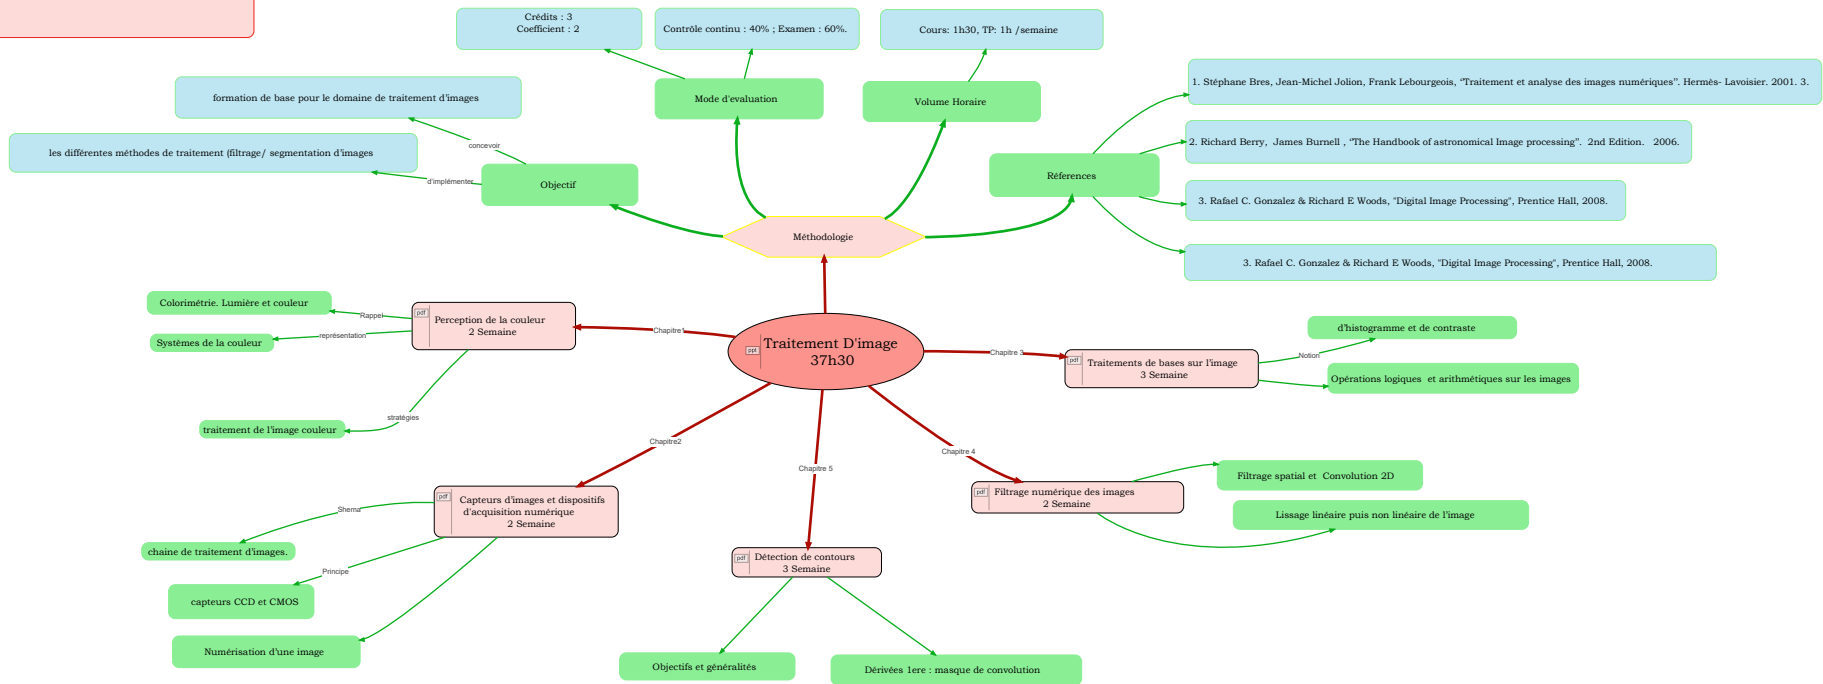 Crédits : 3
Coefficient : 2
Contrôle continu : 40% ; Examen : 60%.
Cours: 1h30, TP: 1h /semaine
Mode d'evaluation
Volume Horaire
formation de base pour le domaine de traitement d'images
concevoir
les différentes méthodes de traitement (filtrage/ segmentation d'images
d'implémenter
Objectif
1. Stéphane Bres, Jean-Michel Jolion, Frank Lebourgeois, "Traitement et analyse des images numériques". Hermès- Lavoisier. 2001. 3.
2. Richard Berry,  James Burnell , "The Handbook of astronomical Image processing".  2nd Edition.   2006.
Réferences
3. Rafael C. Gonzalez & Richard E Woods, "Digital Image Processing", Prentice Hall, 2008.
3. Rafael C. Gonzalez & Richard E Woods, "Digital Image Processing", Prentice Hall, 2008.
Méthodologie
Traitement D'image
37h30
ppt
Chapitre1
pdf
Perception de la couleur
2 Semaine
Rappel
Colorimétrie. Lumière et couleur
représentation
Systèmes de la couleur
stratégies
traitement de l'image couleur
Chapitre 3
pdf
Traitements de bases sur l'image
3 Semaine
Notion
d'histogramme et de contraste
Opérations logiques  et arithmétiques sur les images
Chapitre2
pdf
Capteurs d'images et dispositifs
d'acquisition numérique
2 Semaine
Shema
chaine de traitement d'images.
Principe
capteurs CCD et CMOS
Numérisation d'une image
Chapitre 5
pdf
Détection de contours
3 Semaine
Objectifs et généralités
Dérivées 1ere : masque de convolution
Chapitre 4
pdf
Filtrage numérique des images
2 Semaine
Filtrage spatial et  Convolution 2D
Lissage linéaire puis non linéaire de l'image